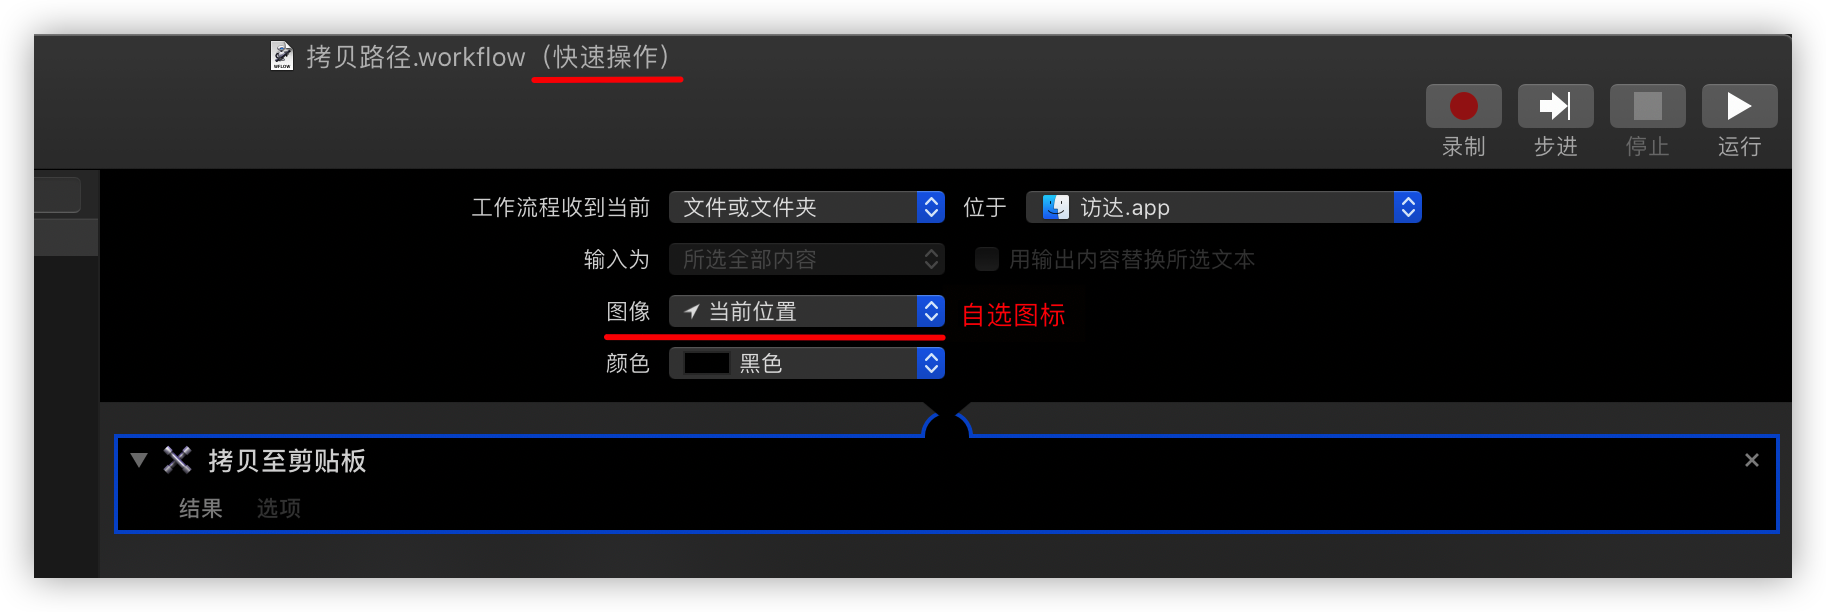 拷贝路径.workflow（快速操作）
录制 步进 停止 运行
工作流程收到当前 文件或文件夹 位于 访达.app
输入为 所选全部内容 用输出内容替换所选文本
图像 当前位置 自选图标
颜色 黑色
拷贝至剪贴板
结果 选项